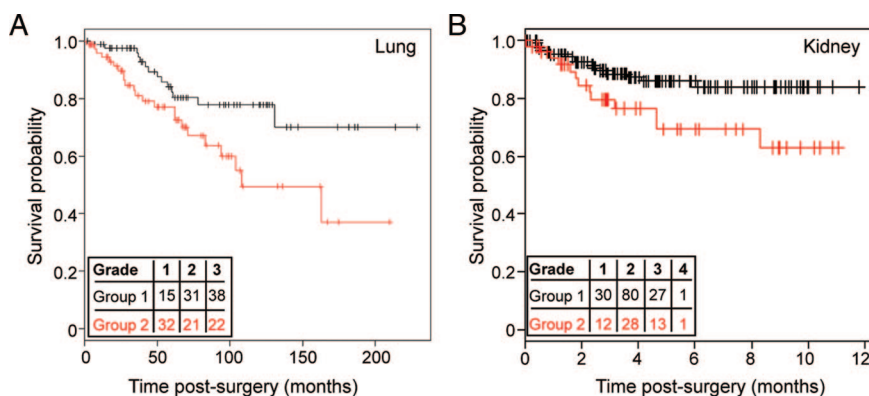 A
Lung
1.0
0.8
0.6
0.4
0.2
0
Survival probability
Grade 1 2 3
Group 1 15 31 38
Group 2 32 21 22
0 50 100 150 200
Time post-surgery (months)
B
Kidney
1.0
0.8
0.6
0.4
0.2
0
Survival probability
Grade 1 2 3 4
Group 1 30 80 27 1
Group 2 12 28 13 1
0 2 4 6 8 10 12
Time post-surgery (months)